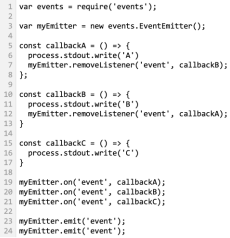 1 var events = require('events');
2
3 var myEmitter = new events.EventEmitter();
4
5 const callbackA = () => {
6   process.stdout.write('A')
7   myEmitter.removeListener('event', callbackB);
8 };
9
10 const callbackB = () => {
11   process.stdout.write('B')
12   myEmitter.removeListener('event', callbackA);
13 }
14
15 const callbackC = () => {
16   process.stdout.write('C')
17 }
18
19 myEmitter.on('event', callbackA);
20 myEmitter.on('event', callbackB);
21 myEmitter.on('event', callbackC);
22
23 myEmitter.emit('event');
24 myEmitter.emit('event');